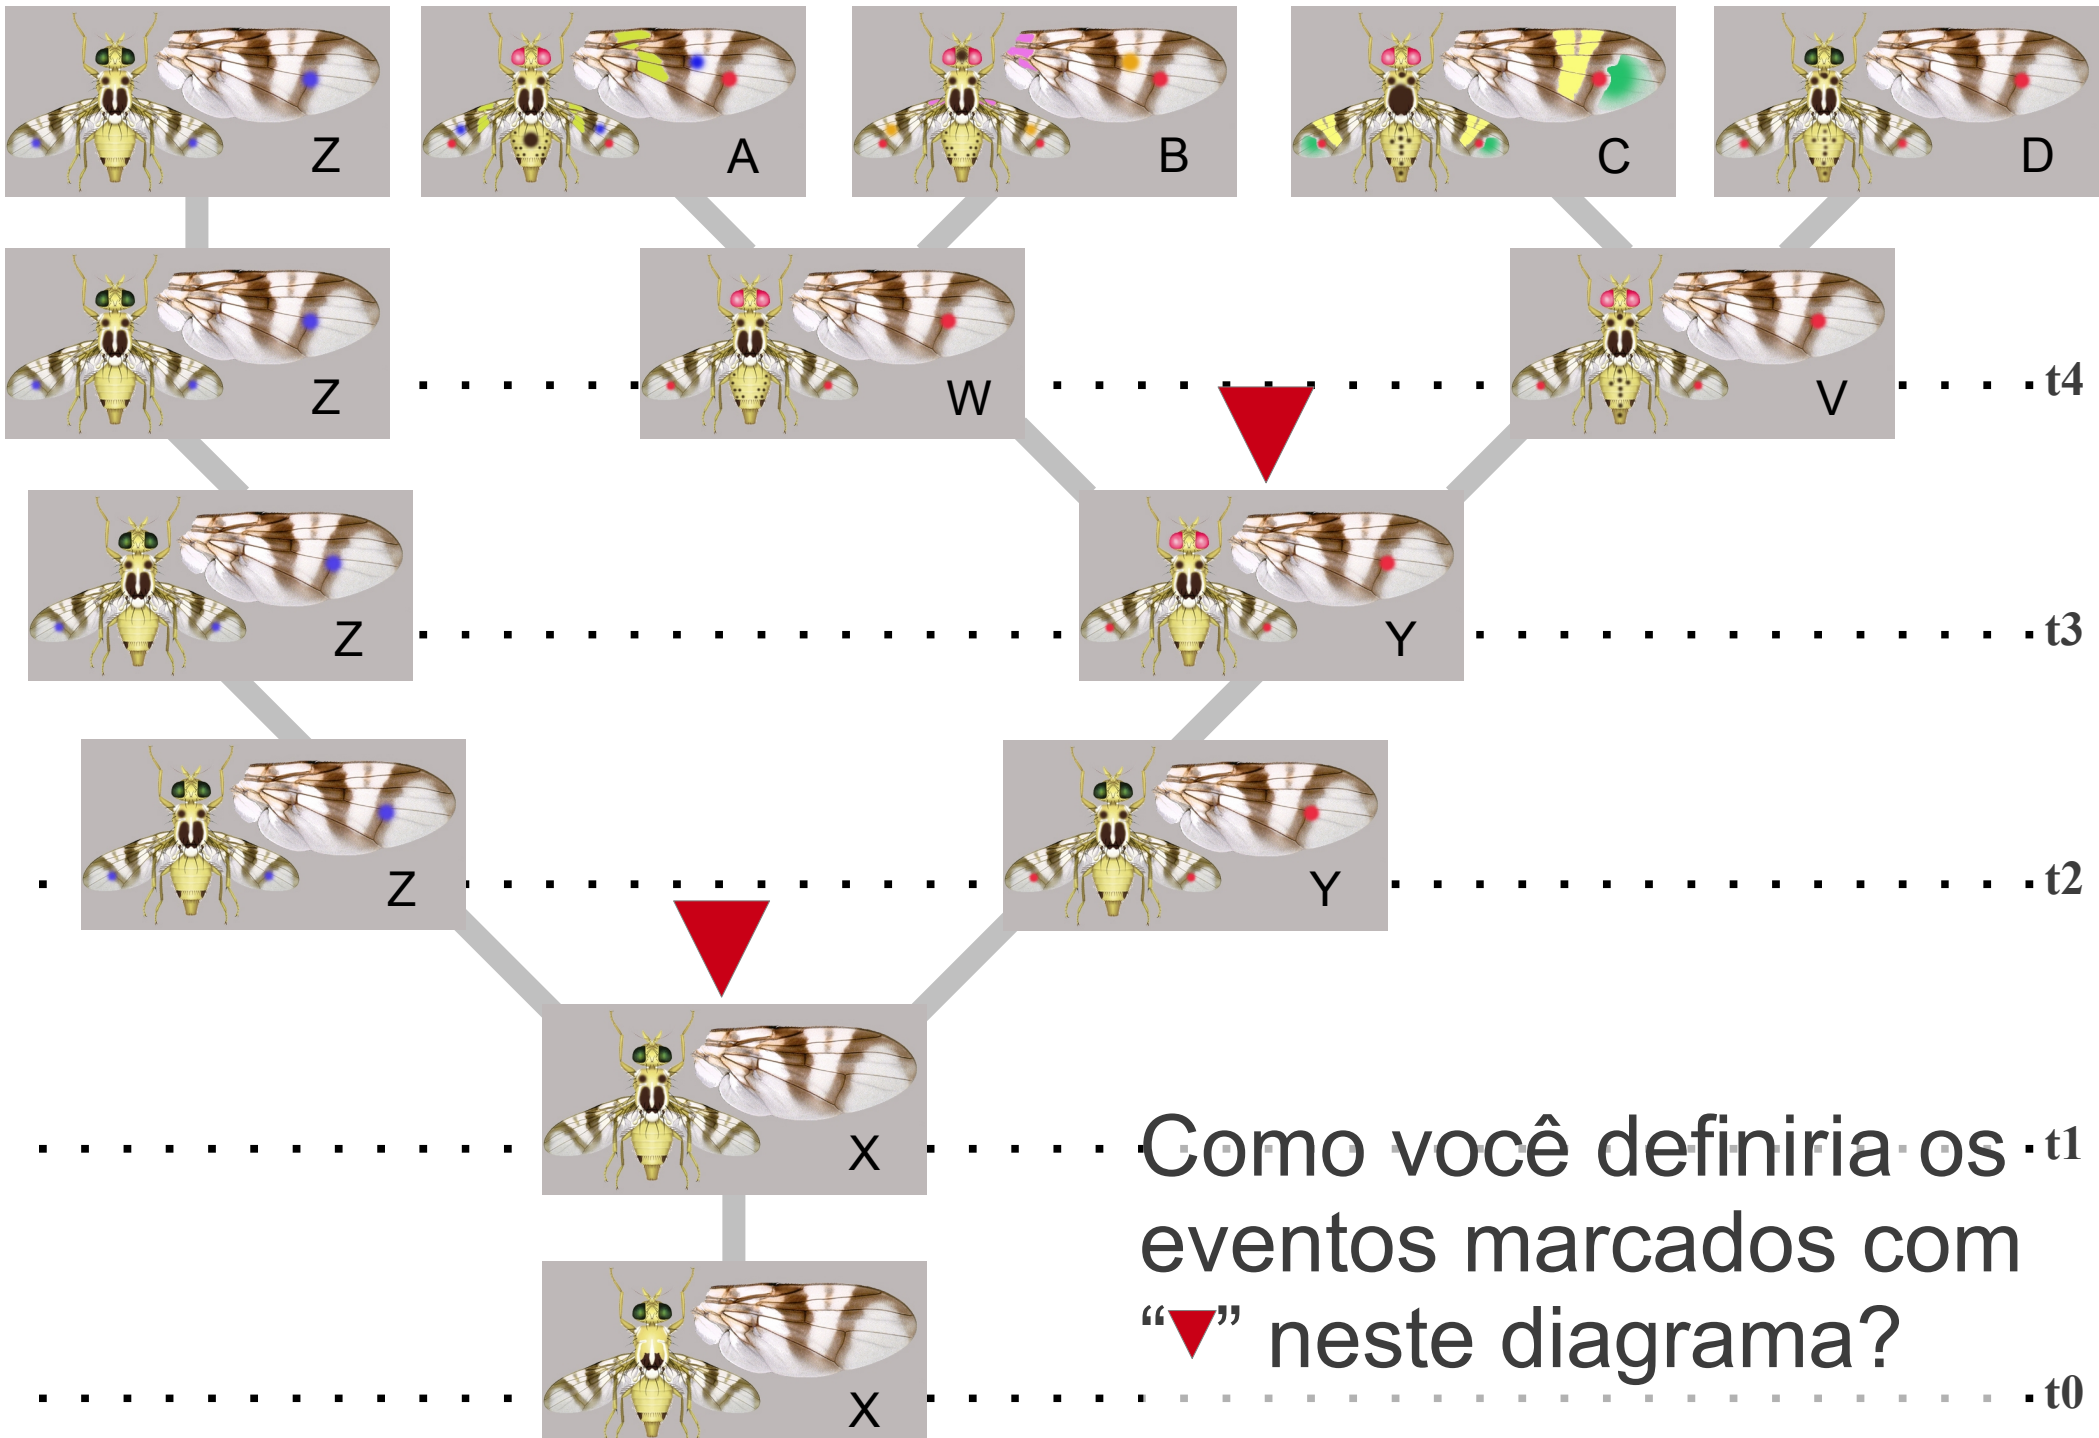 Z
A
B
C
D
Z
W
V
t4
Z
Y
t3
Z
Y
t2
X
t1
Como você definiria os
eventos marcados com
“▼” neste diagrama?
X
t0